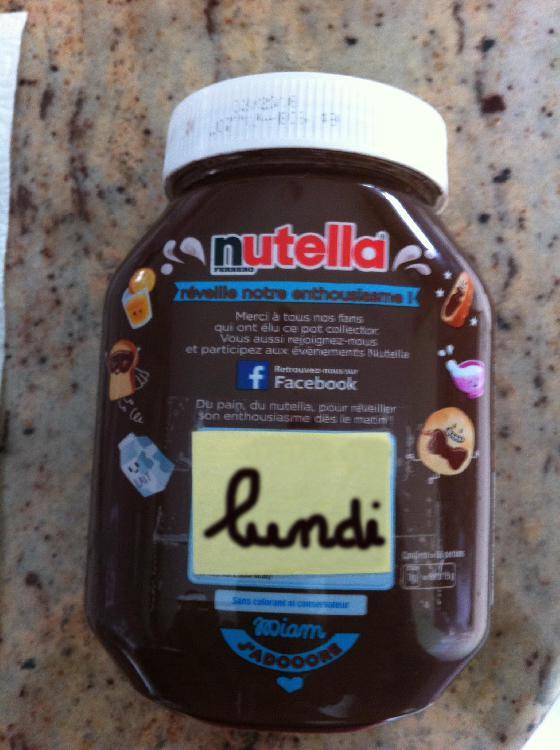 nutella
FERRERO
réveille notre enthousiasme !
Merci à tous nos fans
qui ont élu ce pot collector.
Vous aussi rejoignez-nous
et participez aux évènements Nutella
Retrouvez-nous sur
f Facebook
Du pain, du nutella, pour réveiller
son enthousiasme dès le matin!
LAIT
lundi
Sans colorant ni conservateur
Miam
J'ADOOORE